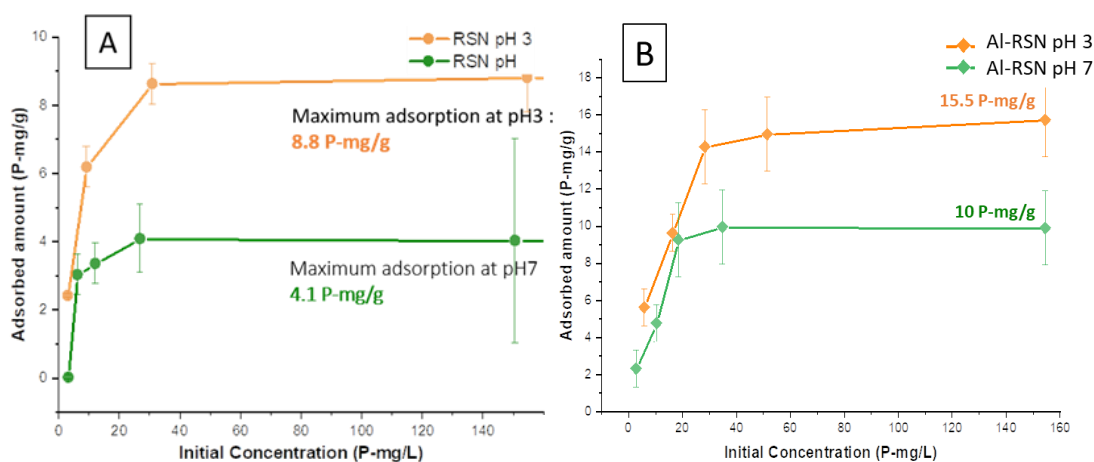 A
RSN pH 3
RSN pH
Maximum adsorption at pH3 :
8.8 P-mg/g
Maximum adsorption at pH7
4.1 P-mg/g
Adsorbed amount (P-mg/g)
10
8
6
4
2
0
0 20 40 60 80 100 120 140
Initial Concentration (P-mg/L)
B
Al-RSN pH 3
Al-RSN pH 7
15.5 P-mg/g
10 P-mg/g
Adsorbed amount (P-mg/g)
18
16
14
12
10
8
6
4
2
0
0 20 40 60 80 100 120 140 160
Initial Concentration (P-mg/L)